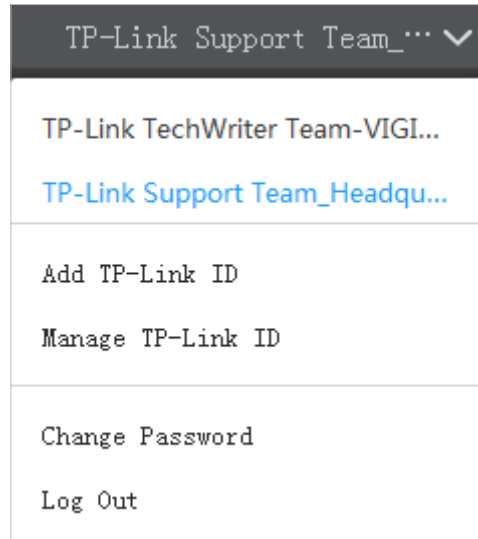 TP-Link Support Team_...
TP-Link TechWriter Team-VIGI...
TP-Link Support Team_Headqu...
Add TP-Link ID
Manage TP-Link ID
Change Password
Log Out